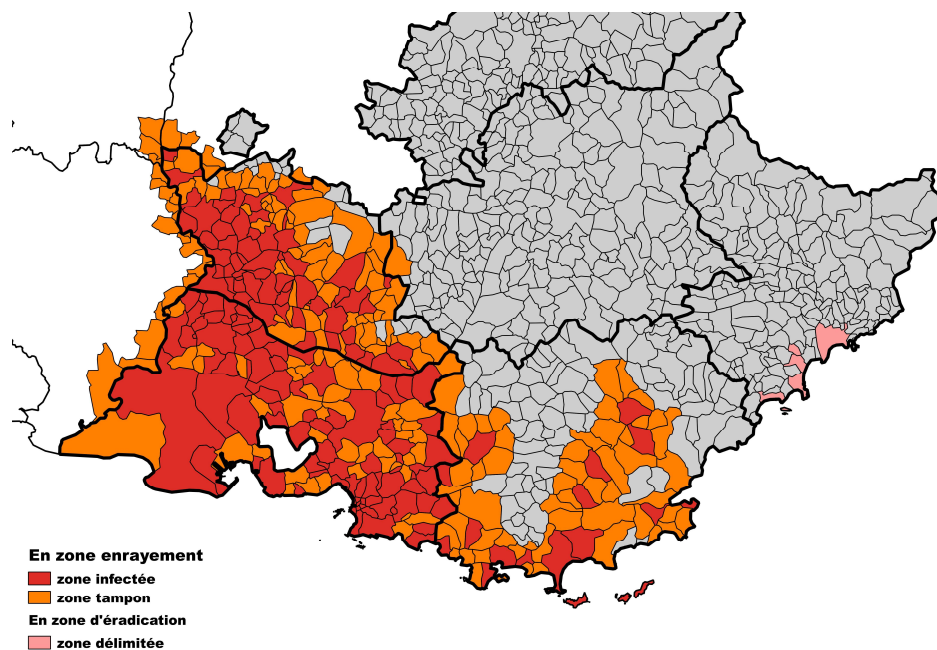 En zone enrayement
zone infectée
zone tampon
En zone d'éradication
zone délimitée